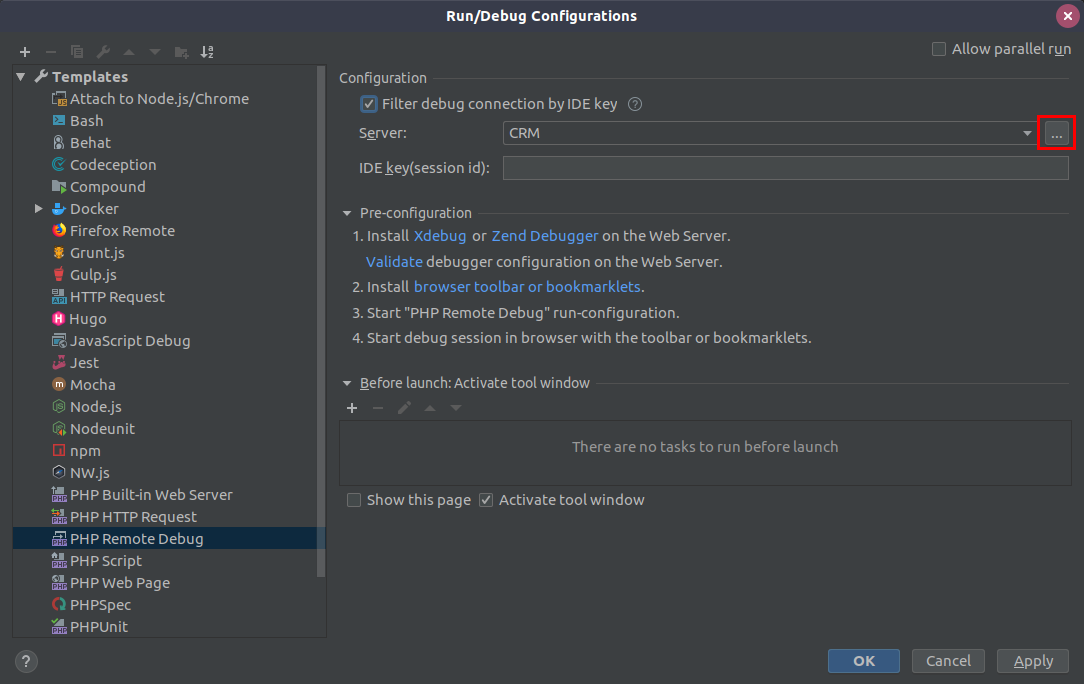 Run/Debug Configurations
Allow parallel run
Templates
Attach to Node.js/Chrome
Bash
Behat
Codeception
Compound
Docker
Firefox Remote
Grunt.js
Gulp.js
HTTP Request
Hugo
JavaScript Debug
Jest
Mocha
Node.js
Nodeunit
npm
NW.js
PHP Built-in Web Server
PHP HTTP Request
PHP Remote Debug
PHP Script
PHP Web Page
PHPSpec
PHPUnit
Configuration
Filter debug connection by IDE key
Server: CRM ...
IDE key(session id):
Pre-configuration
1. Install Xdebug or Zend Debugger on the Web Server.
Validate debugger configuration on the Web Server.
2. Install browser toolbar or bookmarklets.
3. Start "PHP Remote Debug" run-configuration.
4. Start debug session in browser with the toolbar or bookmarklets.
Before launch: Activate tool window
There are no tasks to run before launch
Show this page Activate tool window
? OK Cancel Apply